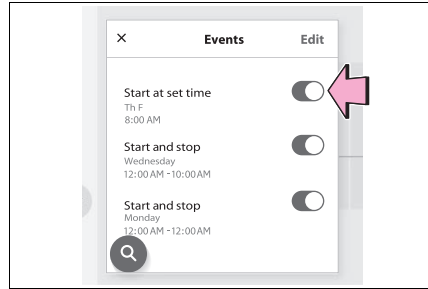 Events Edit
Start at set time
Th F
8:00 AM
Start and stop
Wednesday
12:00 AM - 10:00 AM
Start and stop
Monday
12:00 AM - 12:00 AM